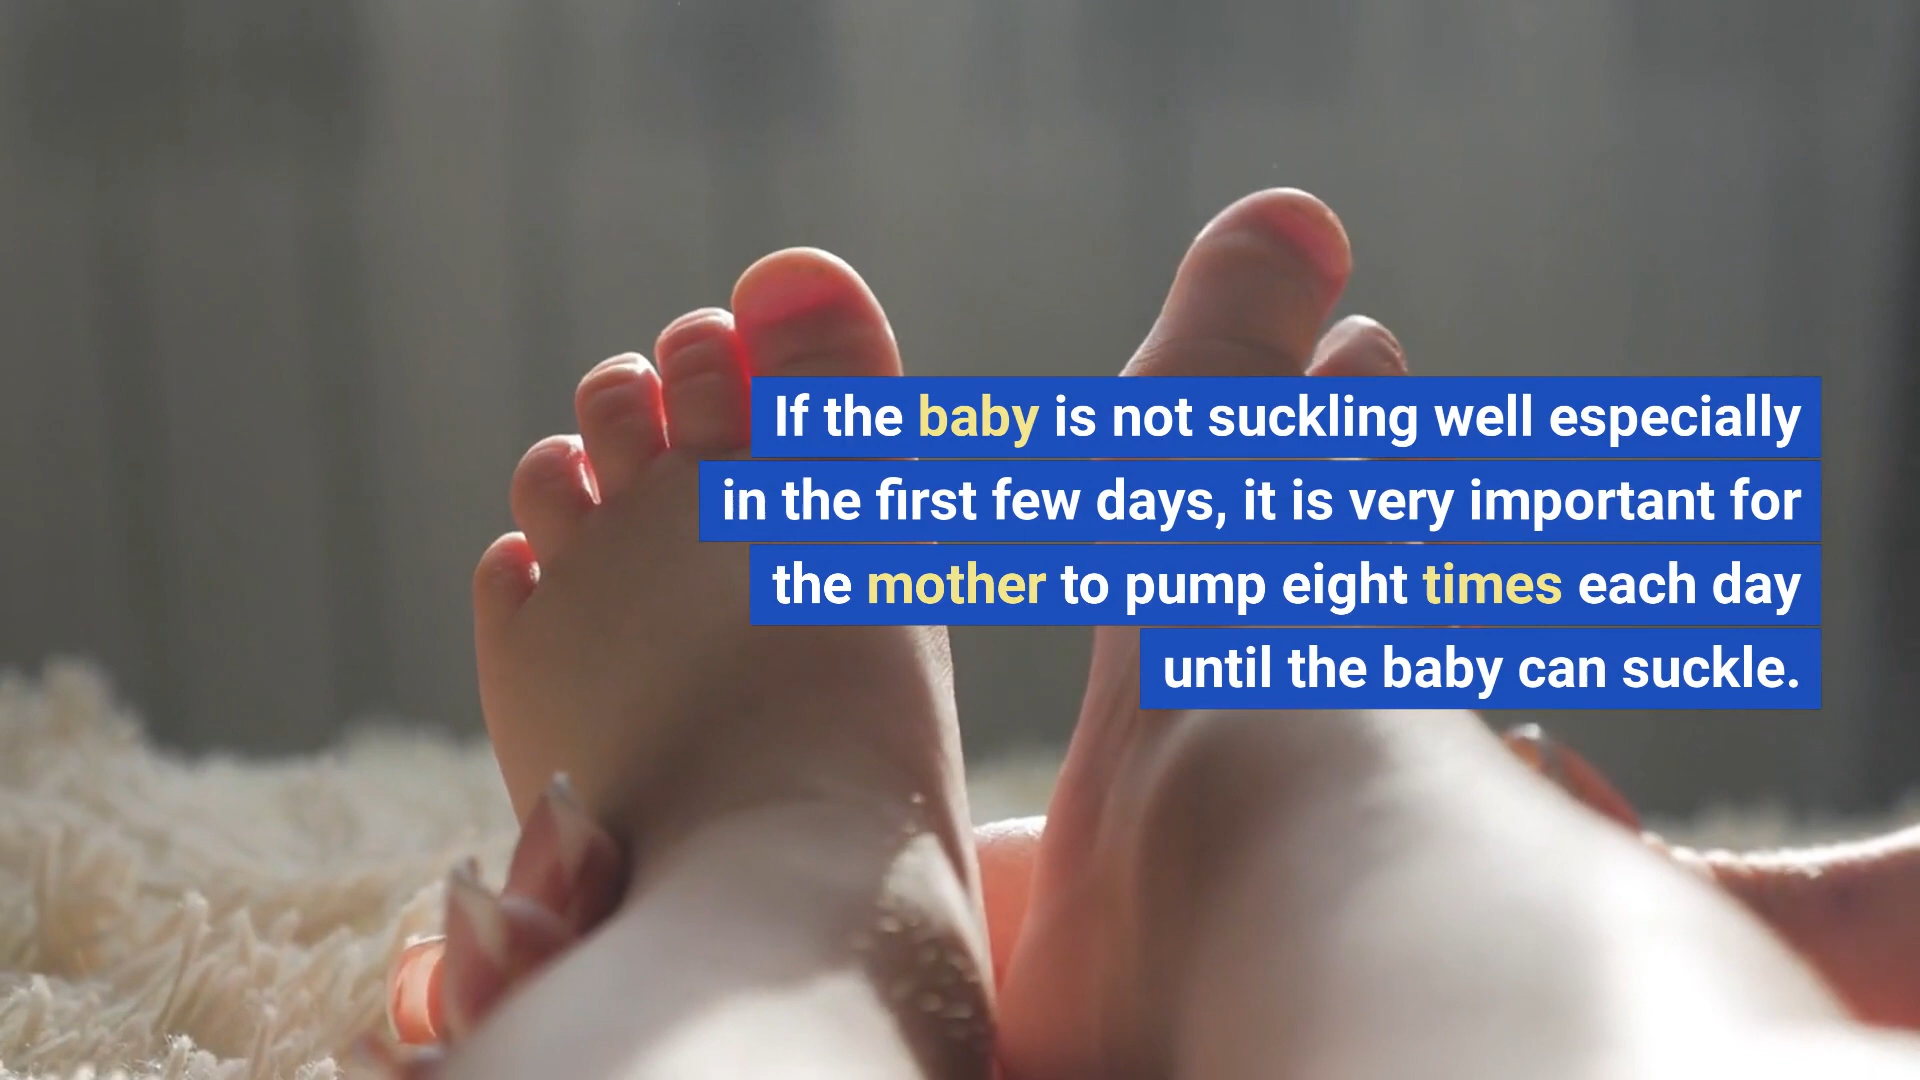 If the baby is not suckling well especially
in the first few days, it is very important for
the mother to pump eight times each day
until the baby can suckle.